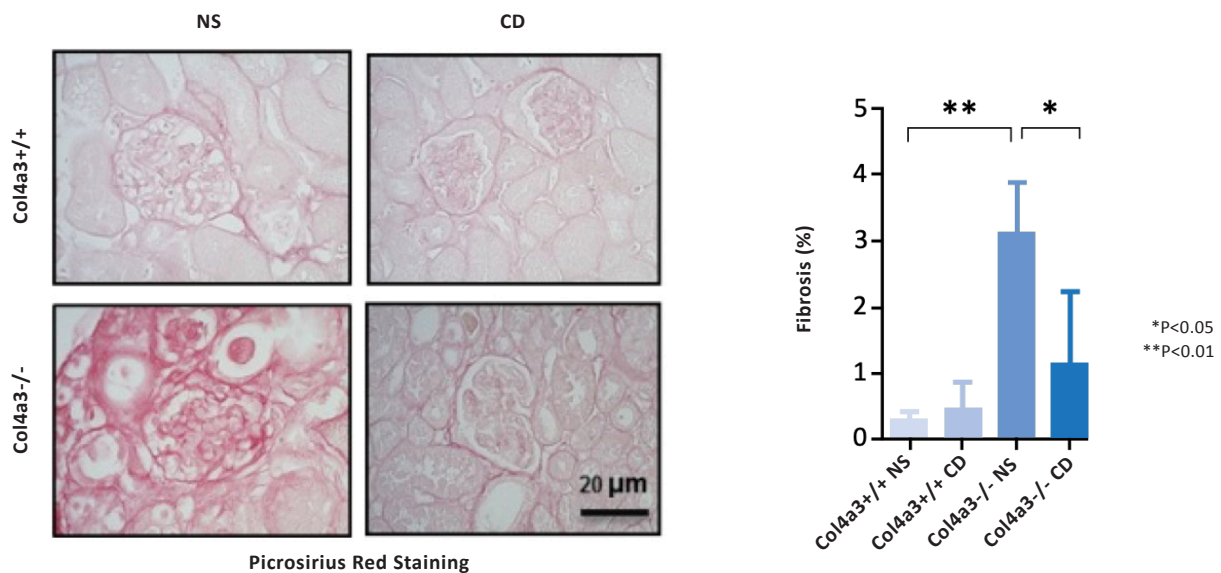 NS
CD
Col4a3+/+
Col4a3-/-
20 µm
Picrosirius Red Staining
Fibrosis (%)
5
4
3
2
1
0
**
*
Col4a3+/+ NS
Col4a3+/+ CD
Col4a3-/- NS
Col4a3-/- CD
*P<0.05
**P<0.01